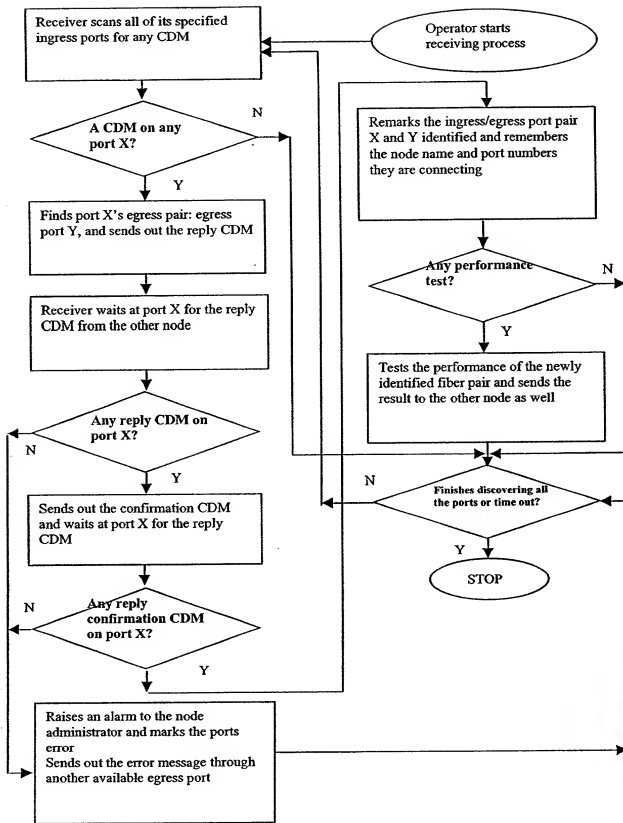 Receiver scans all of its specified
ingress ports for any CDM
Operator starts
receiving process
A CDM on any
port X?
N
Y
Finds port X's egress pair: egress
port Y, and sends out the reply CDM
Receiver waits at port X for the reply
CDM from the other node
Any reply CDM on
port X?
N
Y
Sends out the confirmation CDM
and waits at port X for the reply
CDM
Any reply
confirmation CDM
on port X?
N
Y
Raises an alarm to the node
administrator and marks the ports
error
Sends out the error message through
another available egress port
Remarks the ingress/egress port pair
X and Y identified and remembers
the node name and port numbers
they are connecting
Any performance
test?
N
Y
Tests the performance of the newly
identified fiber pair and sends the
result to the other node as well
Finishes discovering all
the ports or time out?
N
Y
STOP